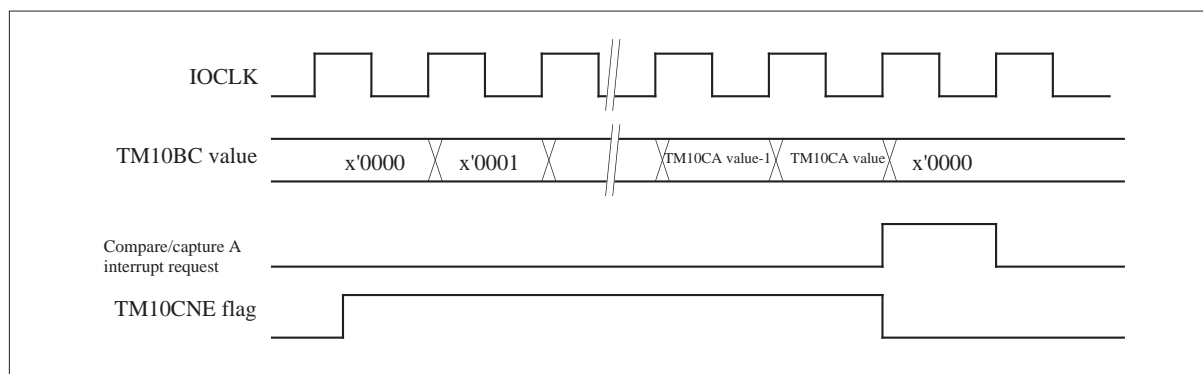 IOCLK
TM10BC value
x'0000
x'0001
TM10CA value-1
TM10CA value
x'0000
Compare/capture A
interrupt request
TM10CNE flag